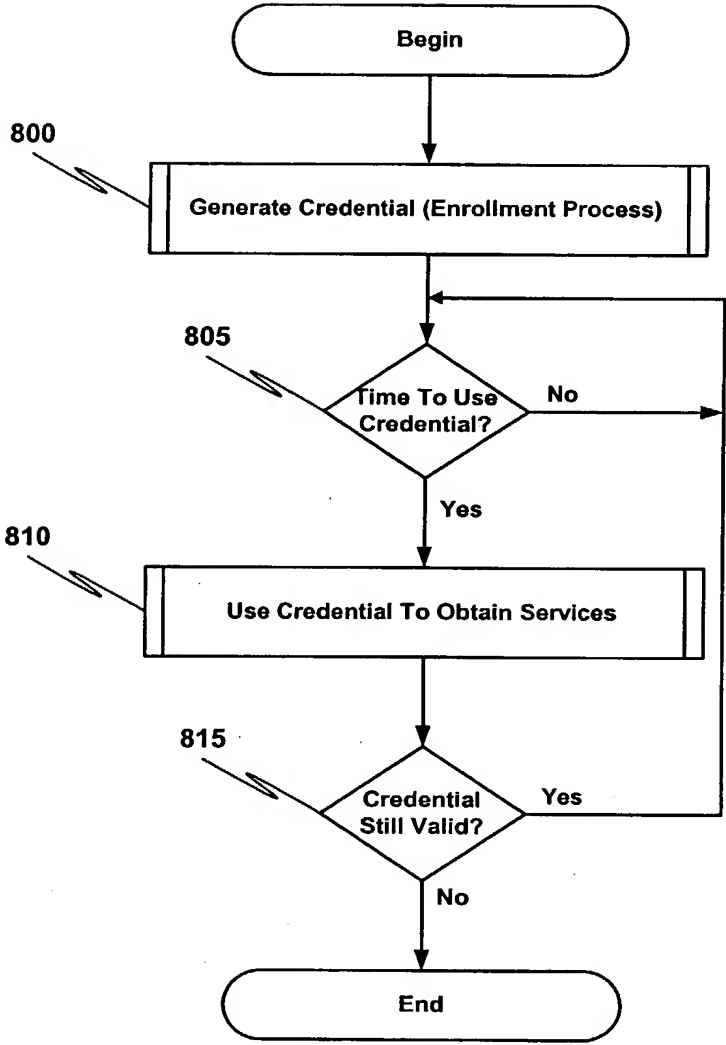 Begin
800
Generate Credential (Enrollment Process)
805
Time To Use
Credential?
No
Yes
810
Use Credential To Obtain Services
815
Credential
Still Valid?
Yes
No
End